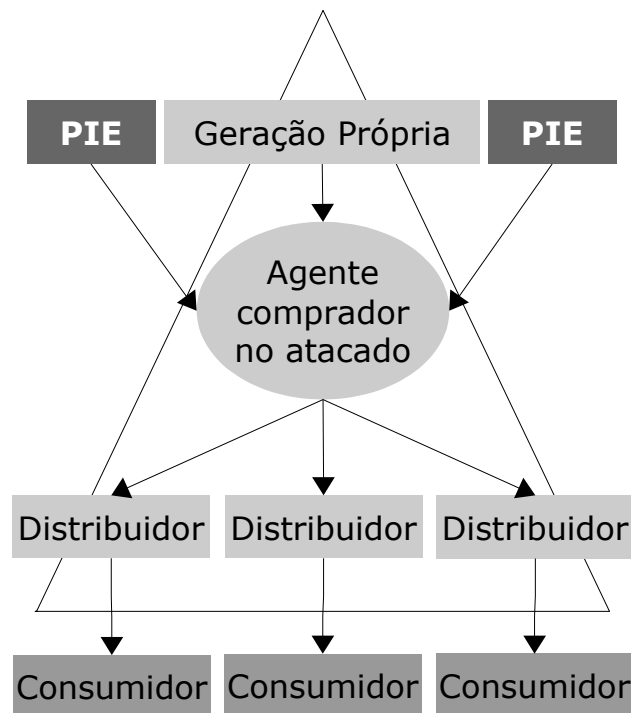 PIE
Geração Própria
PIE
Agente
comprador
no atacado
Distribuidor
Distribuidor
Distribuidor
Consumidor
Consumidor
Consumidor